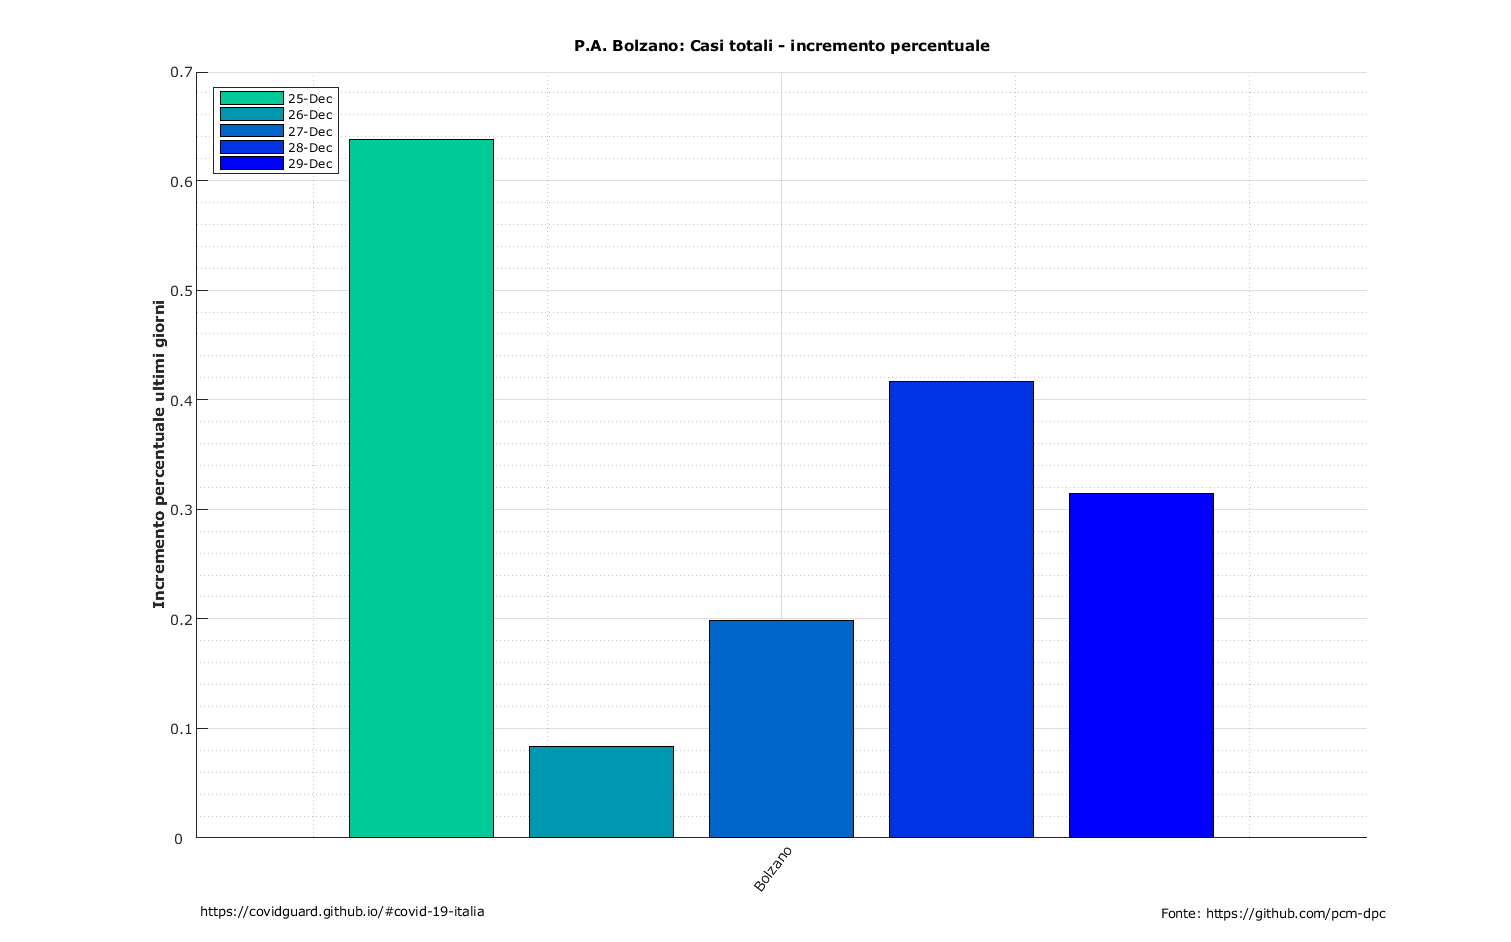 P.A. Bolzano: Casi totali - incremento percentuale
25-Dec
26-Dec
27-Dec
28-Dec
29-Dec
0.7
0.6
0.5
0.4
0.3
0.2
0.1
0
Incremento percentuale ultimi giorni
Bolzano
https://covidguard.github.io/#covid-19-italia
Fonte: https://github.com/pcm-dpc